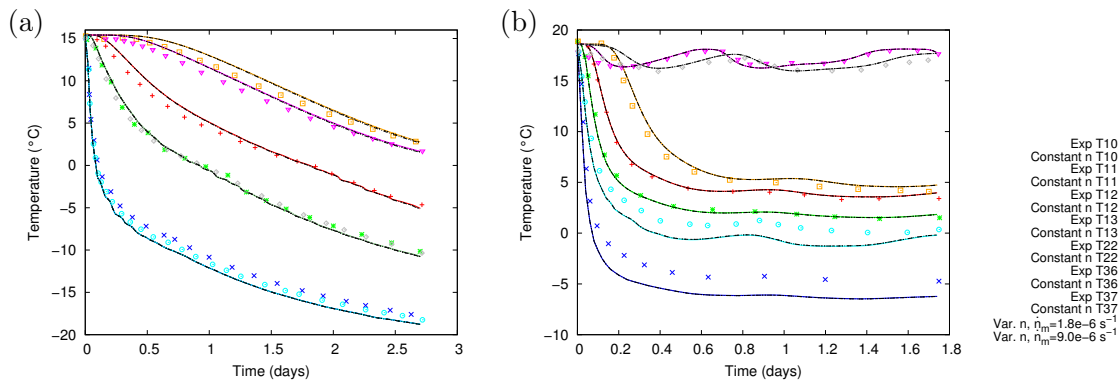 (a)
(b)
15
10
5
0
−5
−10
−15
−20
Temperature (°C)
0
0.5
1
1.5
2
2.5
3
Time (days)
20
15
10
5
0
−5
−10
Temperature (°C)
0
0.2
0.4
0.6
0.8
1
1.2
1.4
1.6
1.8
Time (days)
Exp T10
Constant n T10
Exp T11
Constant n T11
Exp T12
Constant n T12
Exp T13
Constant n T13
Exp T22
Constant n T22
Exp T36
Constant n T36
Exp T37
Constant n T37
Var. n, ṅm=1.8e−6 s−1
Var. n, ṅm=9.0e−6 s−1